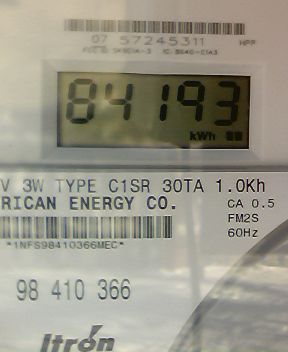 07 57245311 HPP
84193
kWh
V 3W TYPE C1SR 30TA 1.0Kh
RICAN ENERGY CO. CA 0.5
FM2S
*1NFS98410366MEC* 60Hz
98 410 366
Itron